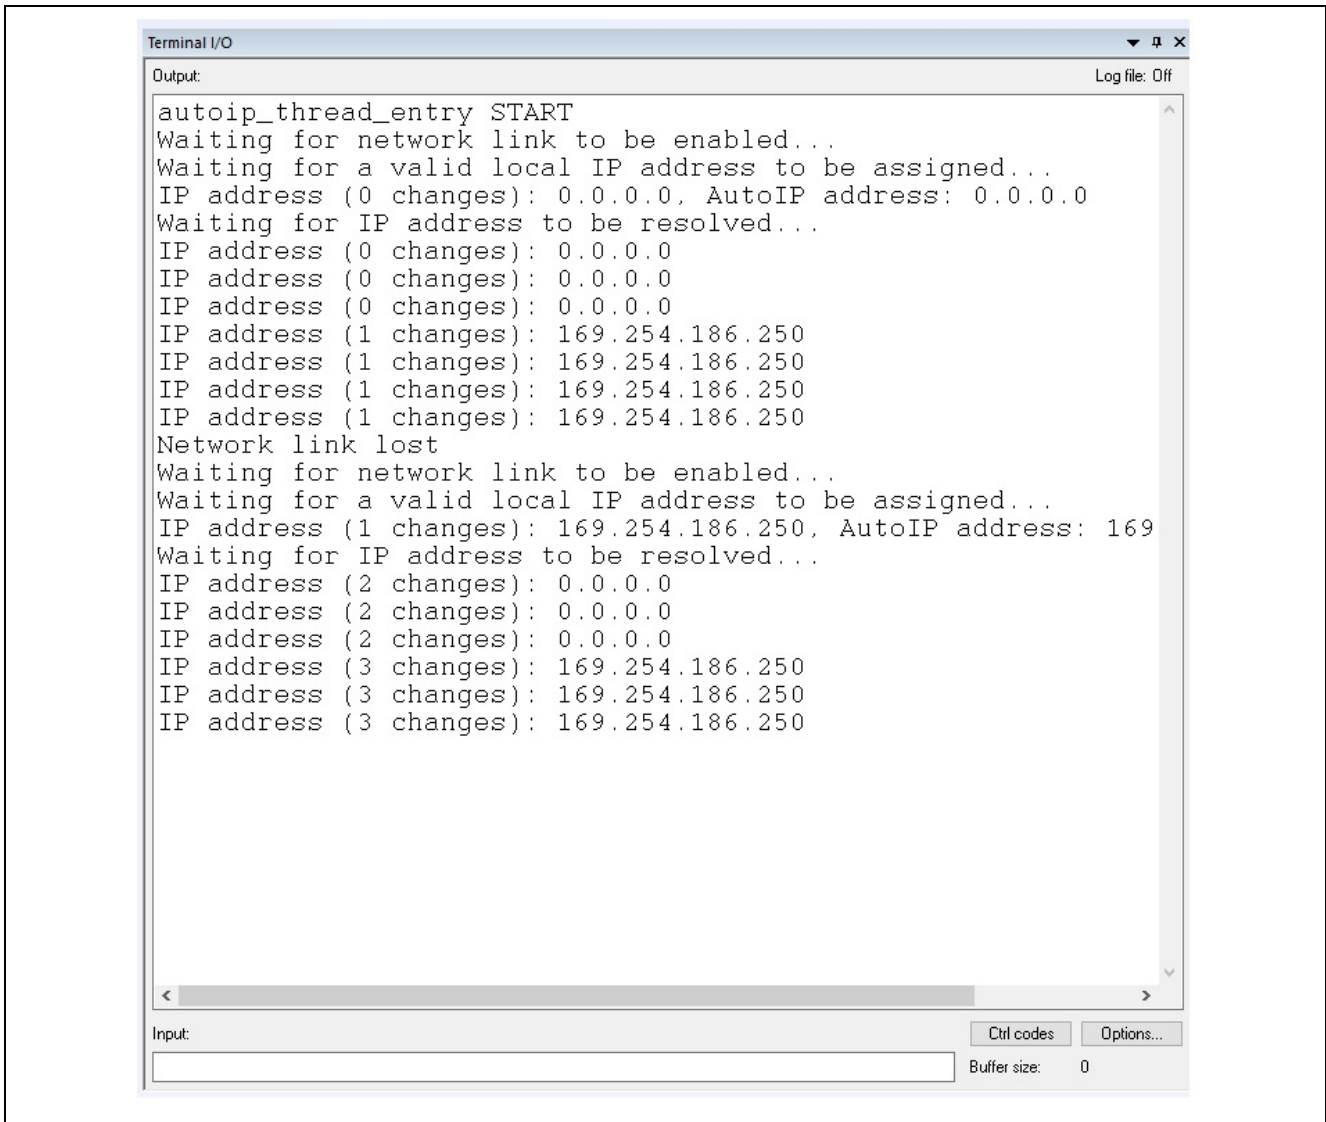 Terminal I/O
Output:
Log file: Off
autoip_thread_entry START
Waiting for network link to be enabled...
Waiting for a valid local IP address to be assigned...
IP address (0 changes): 0.0.0.0, AutoIP address: 0.0.0.0
Waiting for IP address to be resolved...
IP address (0 changes): 0.0.0.0
IP address (0 changes): 0.0.0.0
IP address (0 changes): 0.0.0.0
IP address (1 changes): 169.254.186.250
IP address (1 changes): 169.254.186.250
IP address (1 changes): 169.254.186.250
IP address (1 changes): 169.254.186.250
Network link lost
Waiting for network link to be enabled...
Waiting for a valid local IP address to be assigned...
IP address (1 changes): 169.254.186.250, AutoIP address: 169
Waiting for IP address to be resolved...
IP address (2 changes): 0.0.0.0
IP address (2 changes): 0.0.0.0
IP address (2 changes): 0.0.0.0
IP address (3 changes): 169.254.186.250
IP address (3 changes): 169.254.186.250
IP address (3 changes): 169.254.186.250
Input:
Ctrl codes
Options...
Buffer size: 0